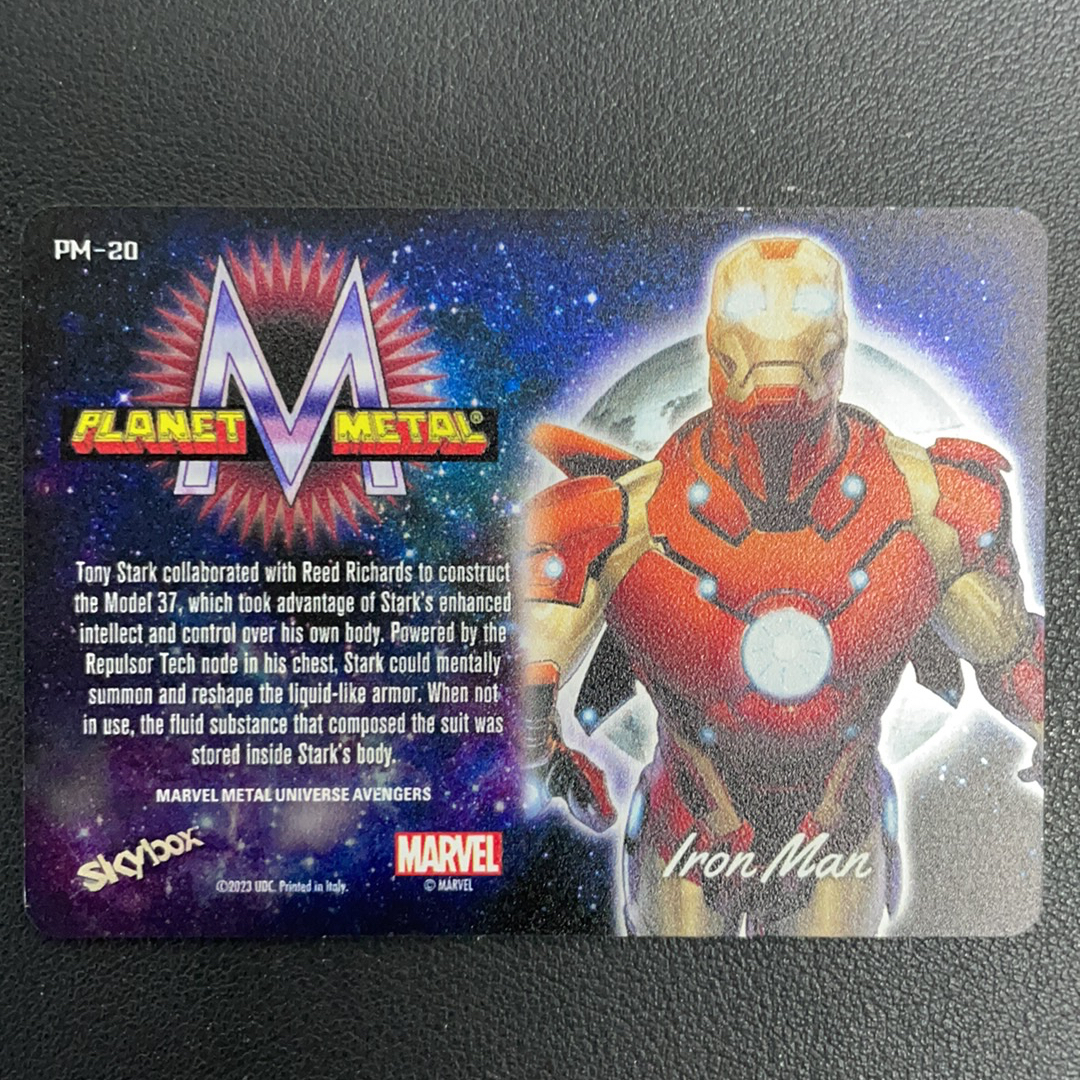 PM-20
M
PLANET METAL®
Tony Stark collaborated with Reed Richards to construct
the Model 37, which took advantage of Stark's enhanced
intellect and control over his own body. Powered by the
Repulsor Tech node in his chest, Stark could mentally
summon and reshape the liquid-like armor. When not
in use, the fluid substance that composed the suit was
stored inside Stark's body.
MARVEL METAL UNIVERSE AVENGERS
skybox
©2023 UDC. Printed in Italy.
MARVEL
© MARVEL
Iron Man